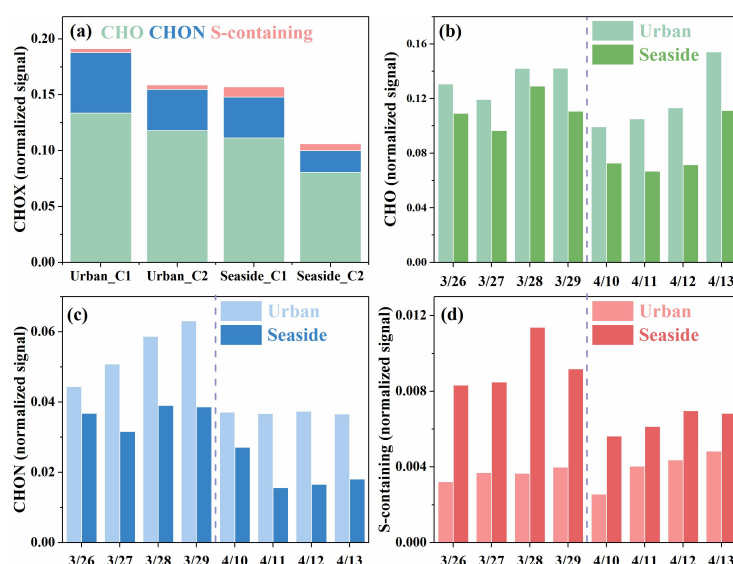 (a) CHO CHON S-containing
CHOX (normalized signal)
0.20
0.15
0.10
0.05
0.00
Urban_C1 Urban_C2 Seaside_C1 Seaside_C2
(b)
Urban
Seaside
CHO (normalized signal)
0.16
0.12
0.08
0.04
0.00
3/26 3/27 3/28 3/29 4/10 4/11 4/12 4/13
(c)
Urban
Seaside
CHON (normalized signal)
0.06
0.04
0.02
0.00
3/26 3/27 3/28 3/29 4/10 4/11 4/12 4/13
(d)
Urban
Seaside
S-containing (normalized signal)
0.012
0.008
0.004
0.000
3/26 3/27 3/28 3/29 4/10 4/11 4/12 4/13